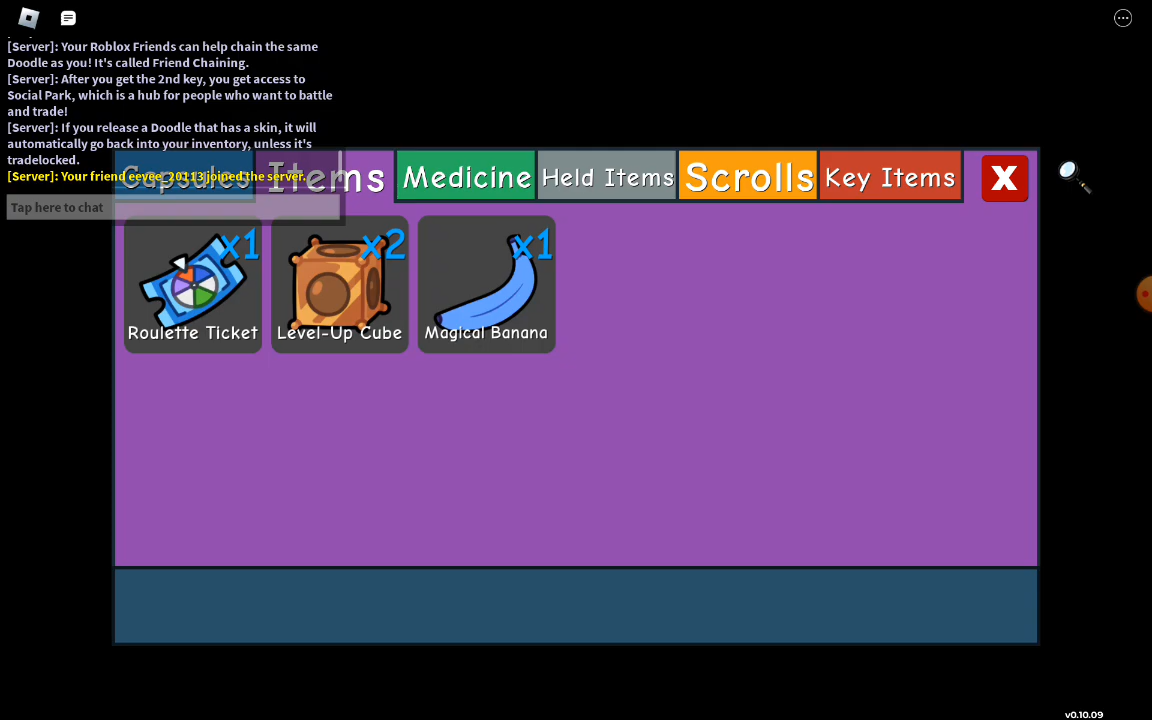 [Server]: Your Roblox Friends can help chain the same
Doodle as you! It's called Friend Chaining.
[Server]: After you get the 2nd key, you get access to
Social Park, which is a hub for people who want to battle
and trade!
[Server]: If you release a Doodle that has a skin, it will
automatically go back into your inventory, unless it's
tradelocked.
[Server]: Your friend eevee_20113 joined the server.
Tap here to chat
Capsules Items Medicine Held Items Scrolls Key Items X
x1 x2 x1
Roulette Ticket Level-Up Cube Magical Banana
v0.10.09